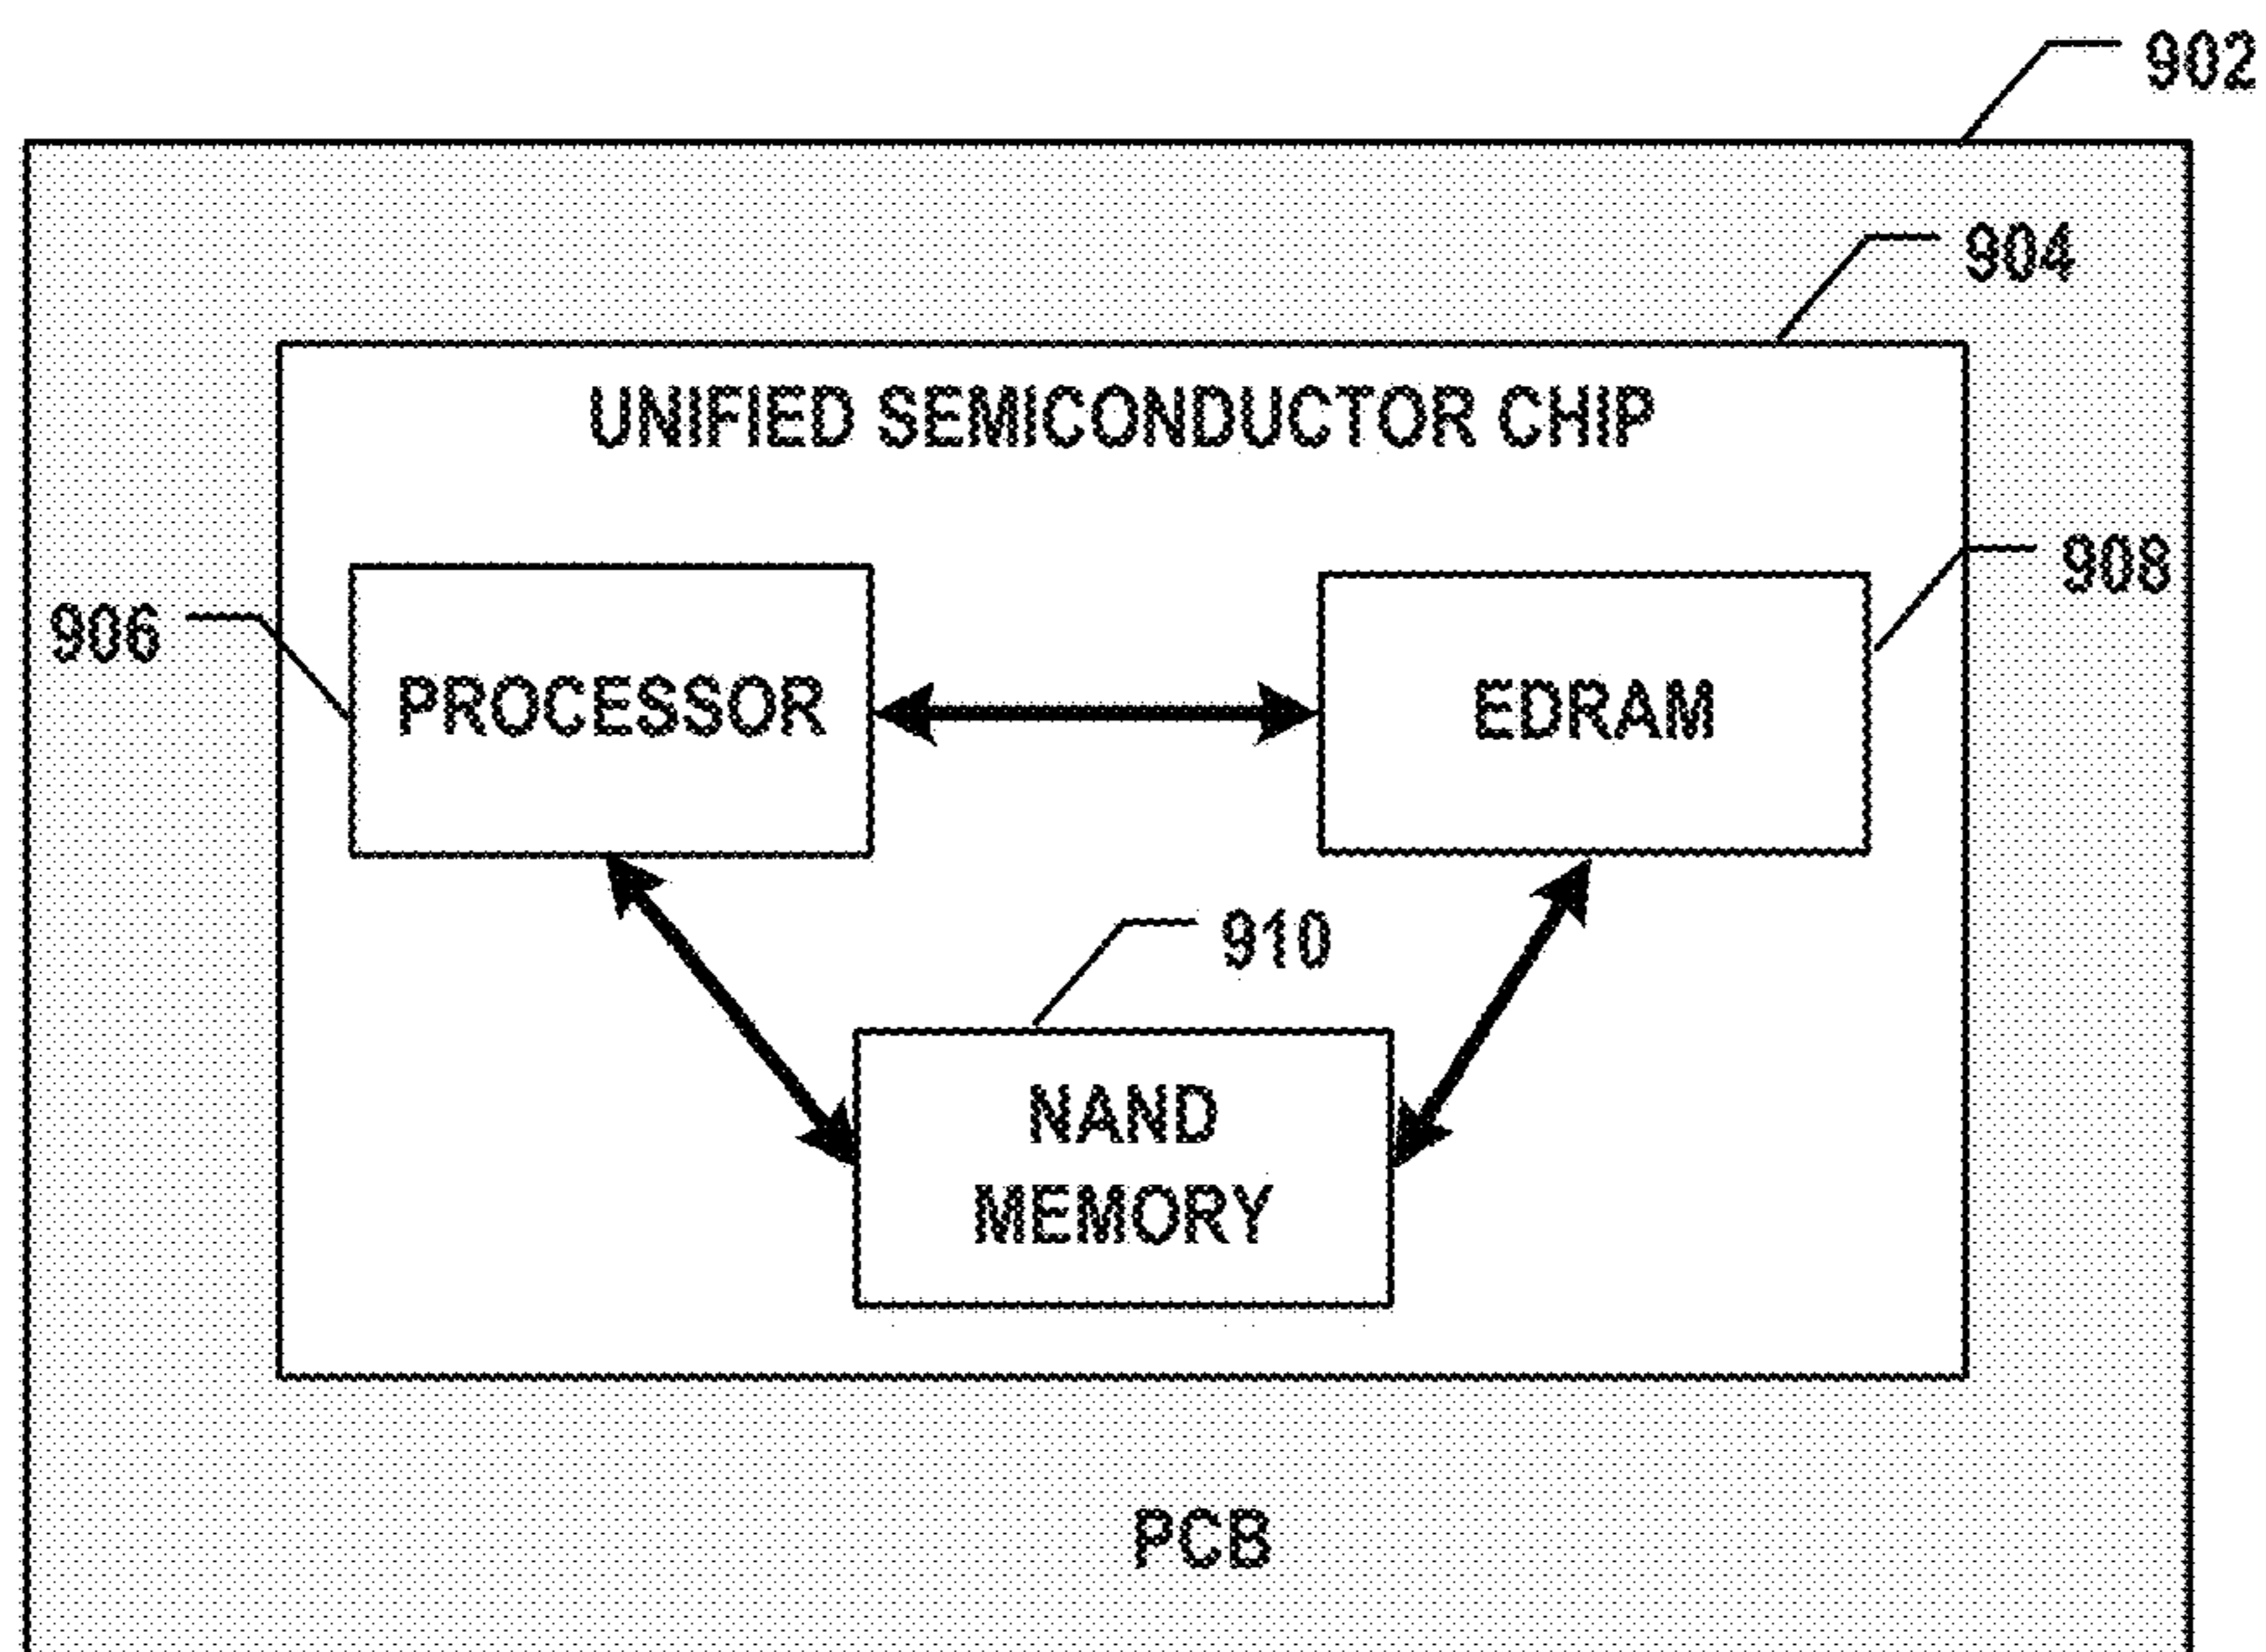 902
904
UNIFIED SEMICONDUCTOR CHIP
908
906
PROCESSOR
EDRAM
910
NAND
MEMORY
PCB